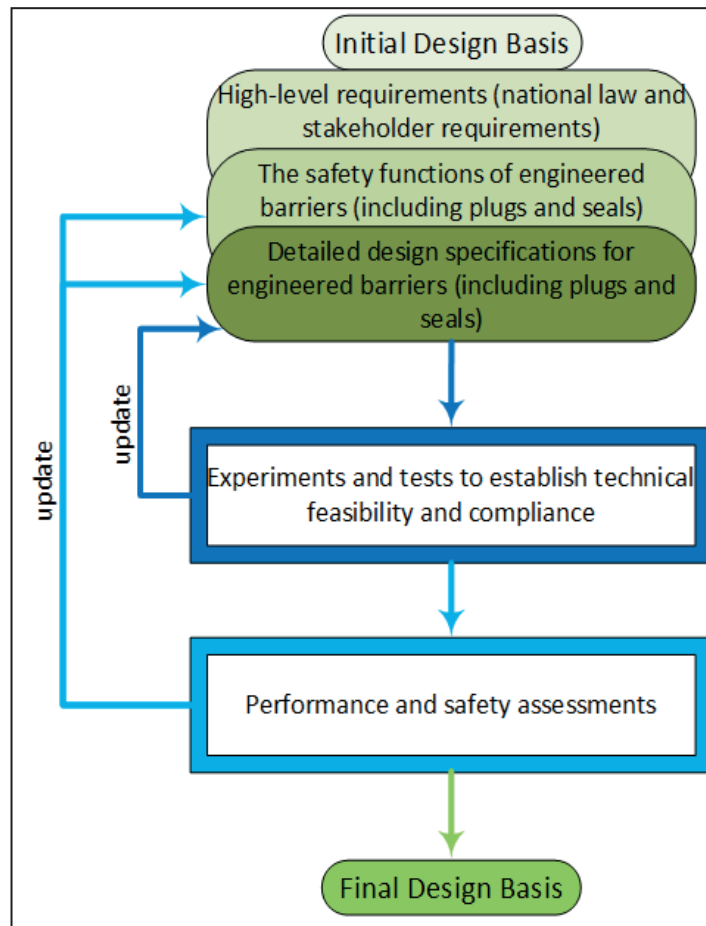 Initial Design Basis
High-level requirements (national law and
stakeholder requirements)
The safety functions of engineered
barriers (including plugs and seals)
Detailed design specifications for
engineered barriers (including plugs and
seals)
update
update
Experiments and tests to establish technical
feasibility and compliance
Performance and safety assessments
Final Design Basis